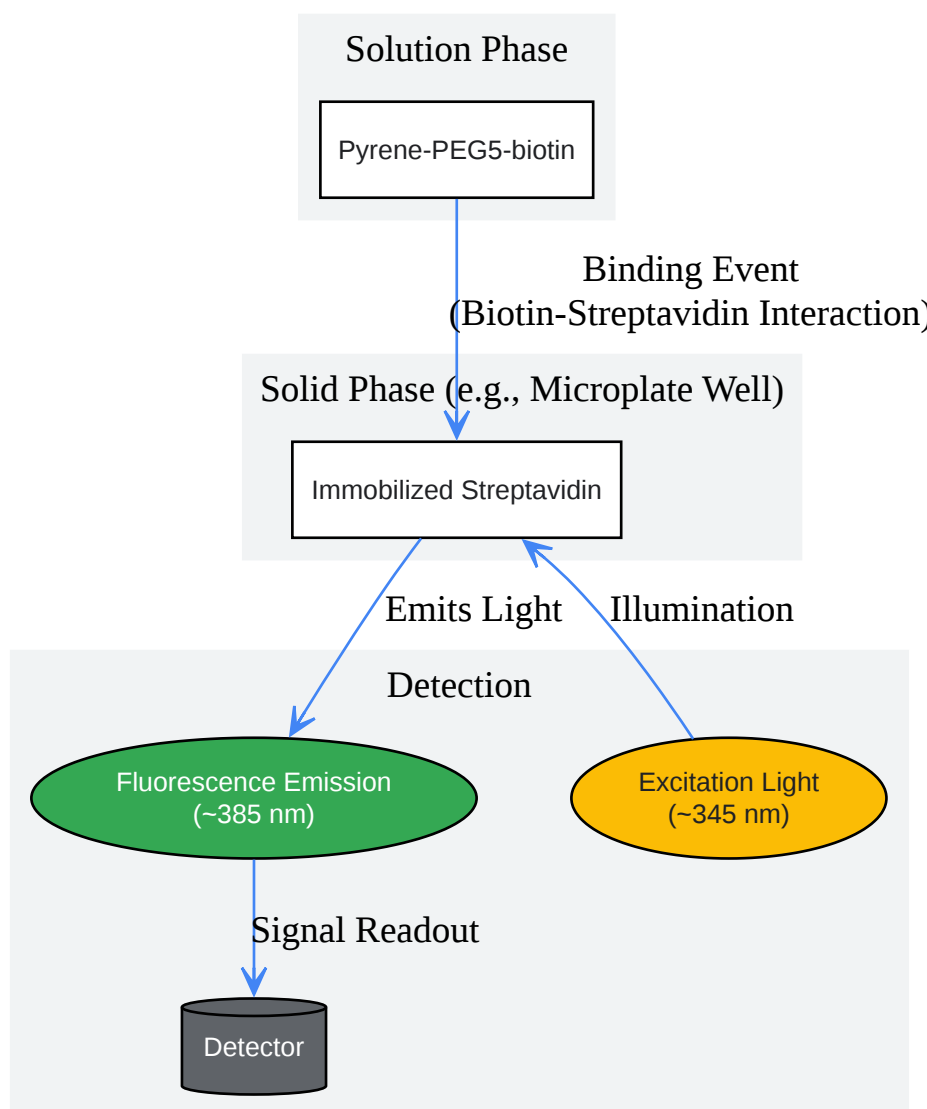 Solution Phase
Pyrene-PEG5-biotin
Binding Event
(Biotin-Streptavidin Interaction)
Solid Phase (e.g., Microplate Well)
Immobilized Streptavidin
Emits Light
Illumination
Detection
Fluorescence Emission
(~385 nm)
Excitation Light
(~345 nm)
Signal Readout
Detector